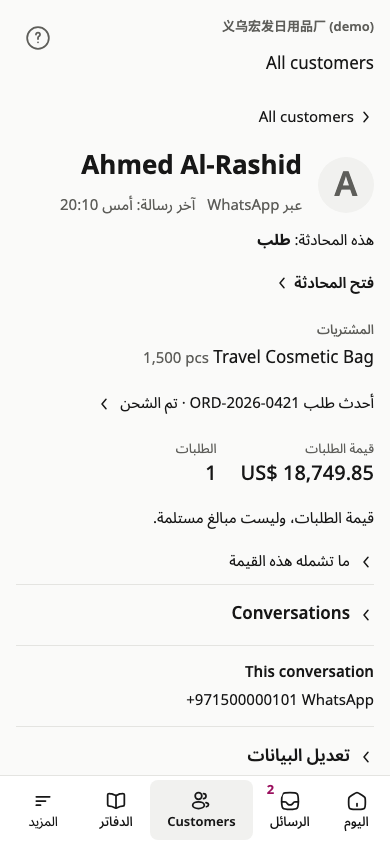 义乌宏发日用品厂 (demo)
All customers
All customers
A
Ahmed Al-Rashid
عبر WhatsApp آخر رسالة: أمس 20:10
هذه المحادثة: طلب
فتح المحادثة
المشتريات
Travel Cosmetic Bag 1,500 pcs
أحدث طلب ORD-2026-0421 · تم الشحن
قيمة الطلبات
US$ 18,749.85
الطلبات
1
قيمة الطلبات، وليست مبالغ مستلمة.
ما تشمله هذه القيمة
Conversations
This conversation
WhatsApp +971500000101
تعديل البيانات
اليوم
2
الرسائل
Customers
الدفاتر
المزيد